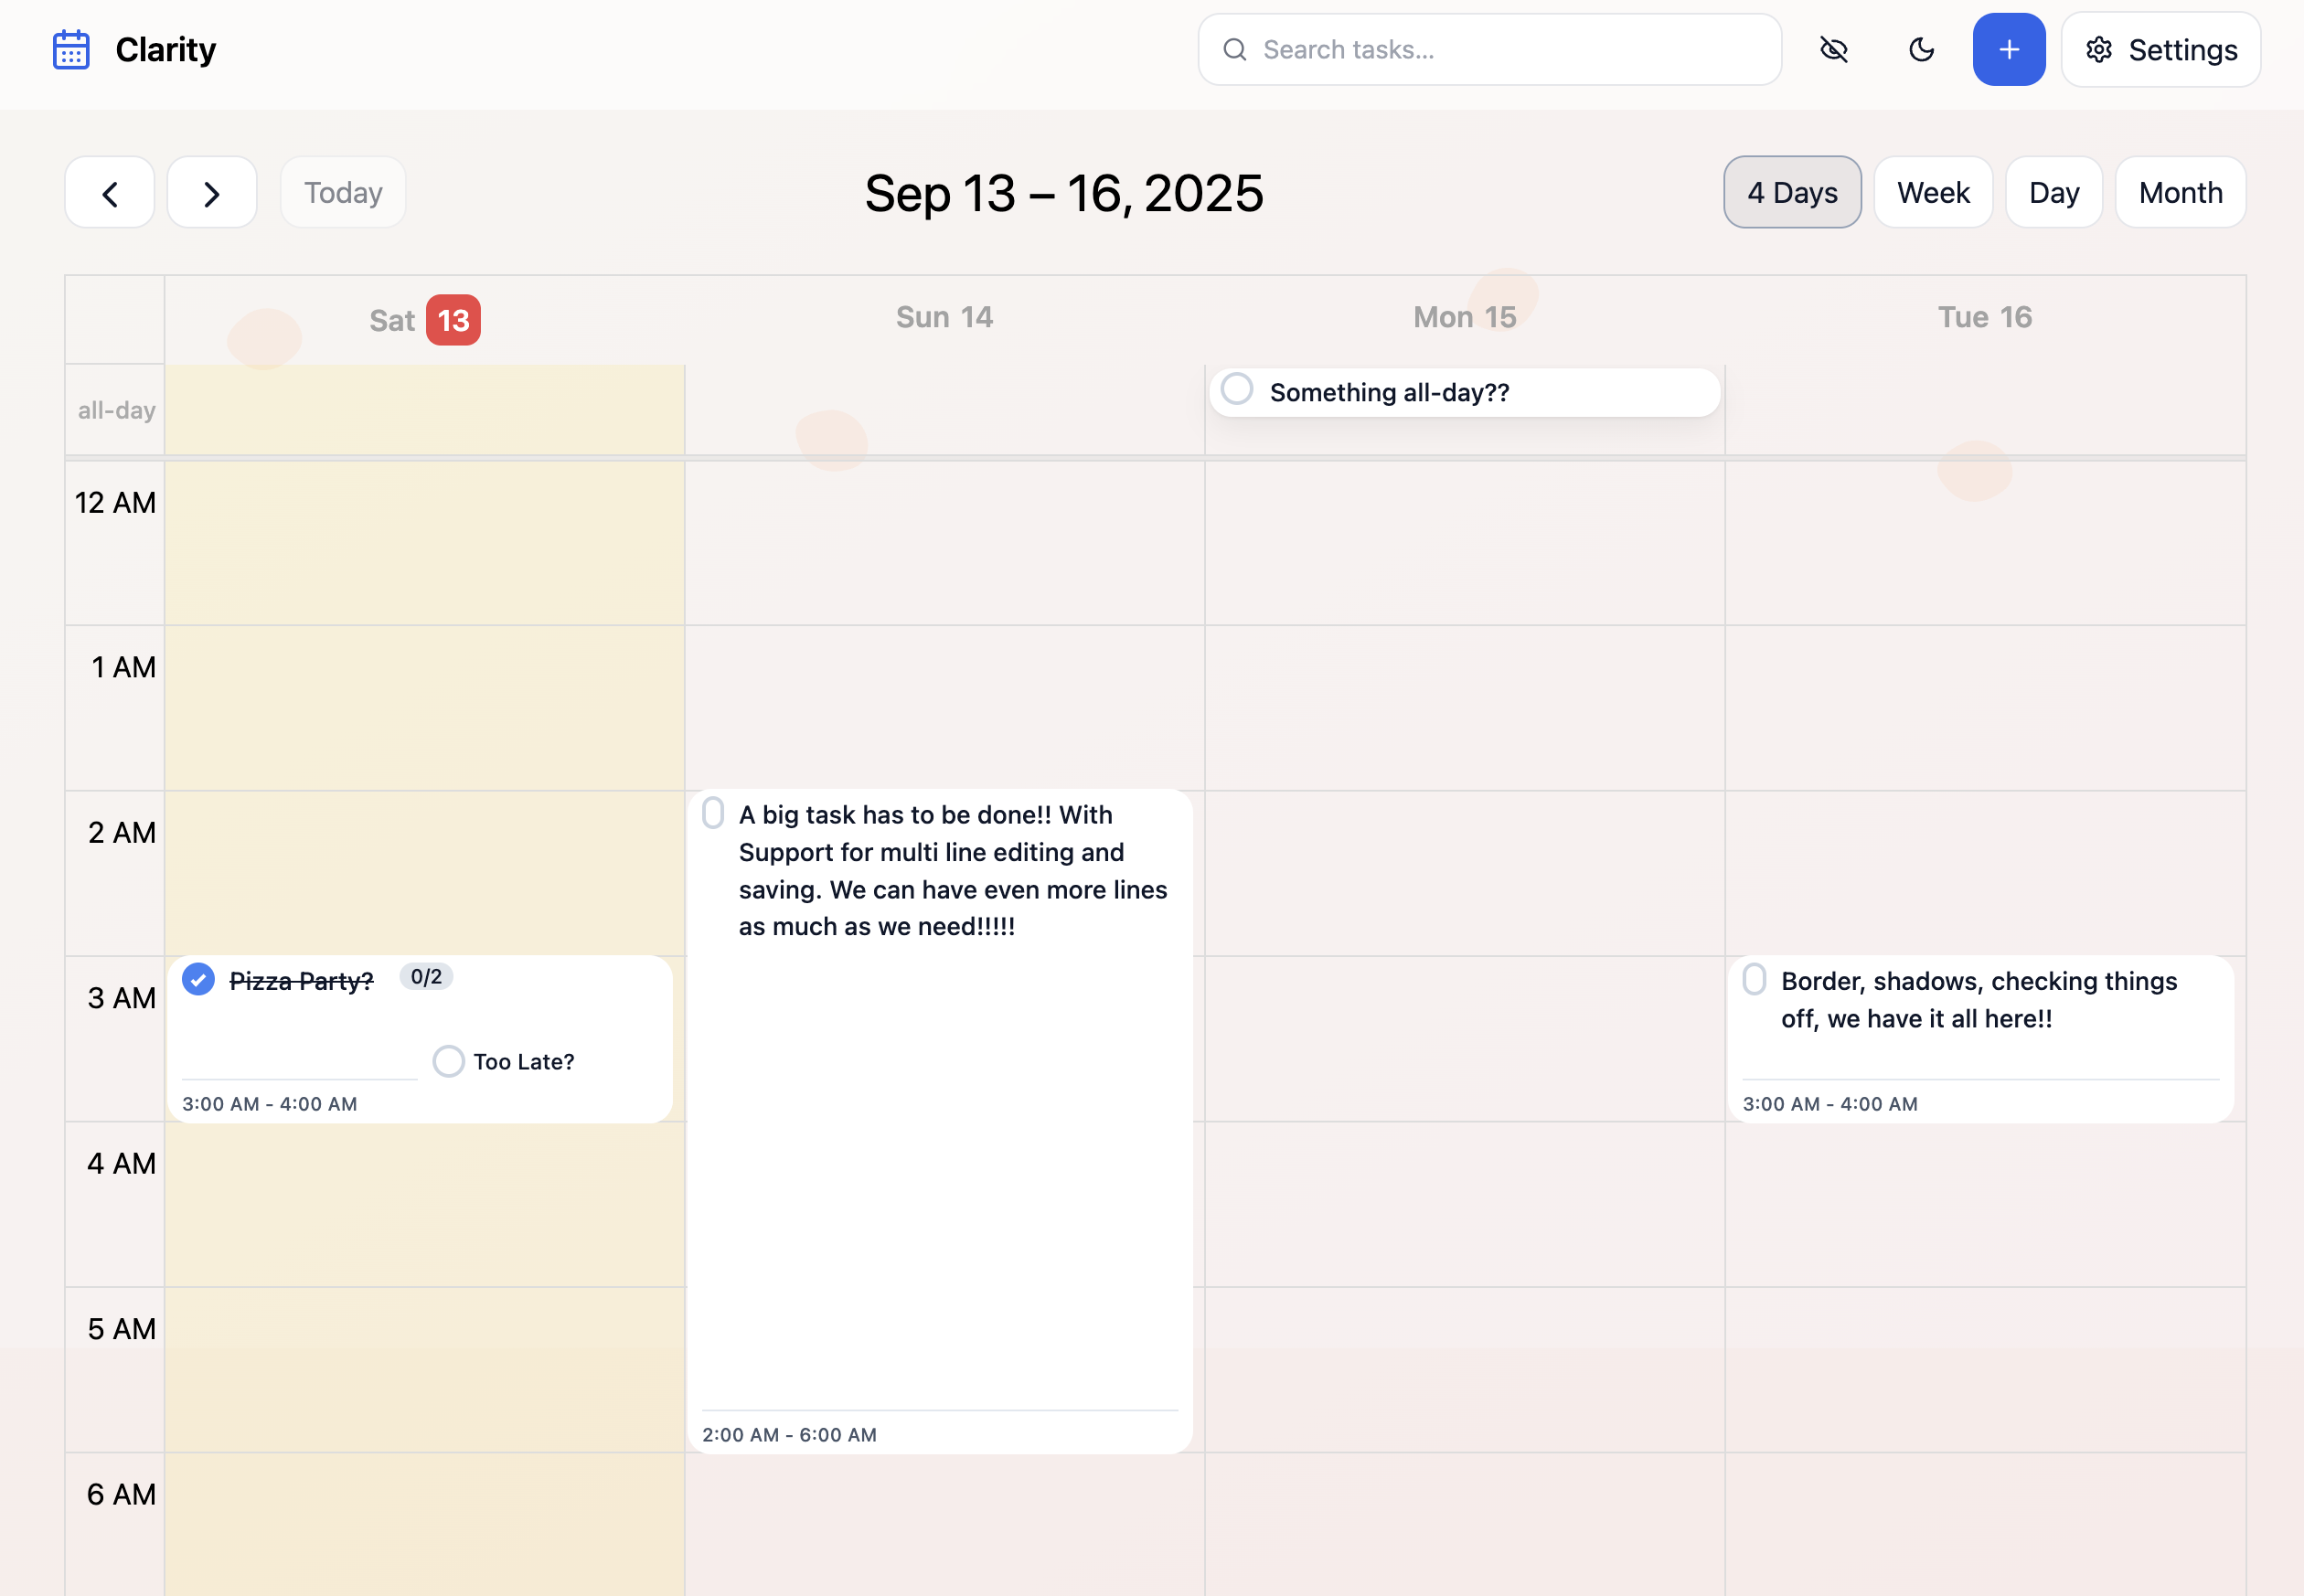 Clarity
Search tasks...
Settings
Today
Sep 13 – 16, 2025
4 Days
Week
Day
Month
Sat 13
Sun 14
Mon 15
Tue 16
all-day
Something all-day??
12 AM
1 AM
2 AM
A big task has to be done!! With
Support for multi line editing and
saving. We can have even more lines
as much as we need!!!!!
3 AM
Pizza Party?
0/2
Too Late?
3:00 AM - 4:00 AM
Border, shadows, checking things
off, we have it all here!!
3:00 AM - 4:00 AM
4 AM
5 AM
2:00 AM - 6:00 AM
6 AM